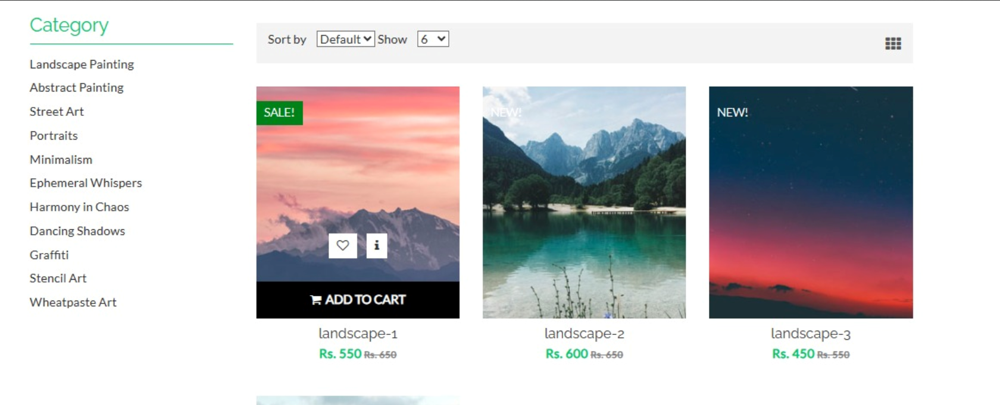 Category
Landscape Painting
Abstract Painting
Street Art
Portraits
Minimalism
Ephemeral Whispers
Harmony in Chaos
Dancing Shadows
Graffiti
Stencil Art
Wheatpaste Art
Sort by Default Show 6
SALE!
NEW!
NEW!
ADD TO CART
landscape-1
Rs. 550 Rs. 650
landscape-2
Rs. 600 Rs. 650
landscape-3
Rs. 450 Rs. 550